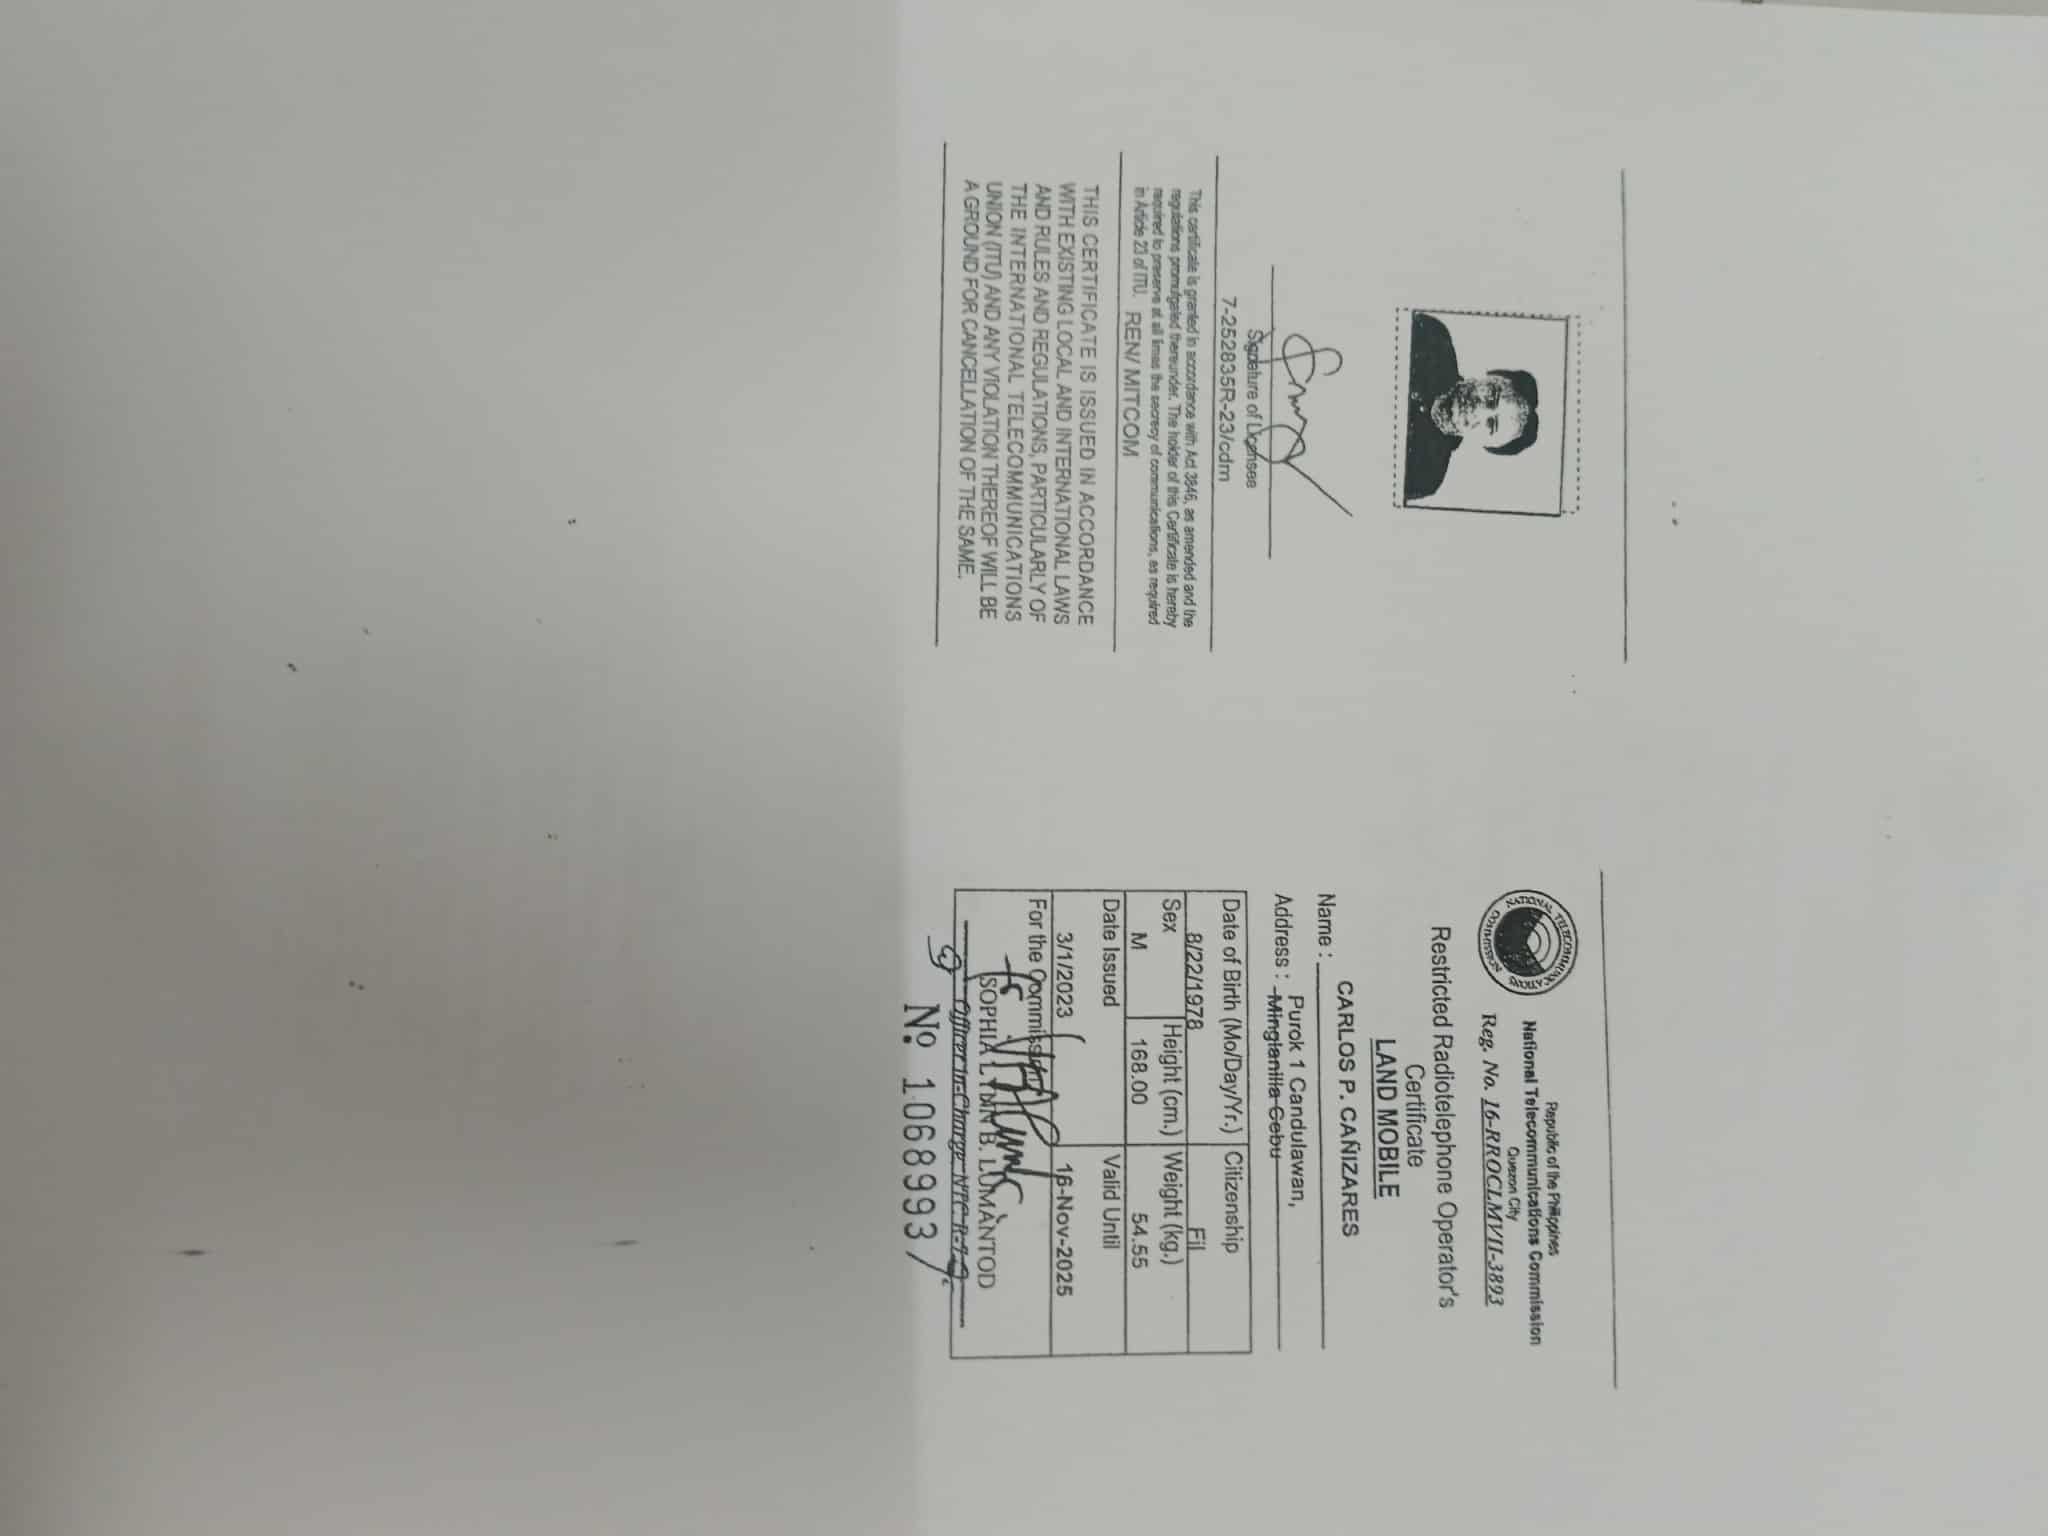 Signature of Licensee
7-252835R-23/cdm
This certificate is granted in accordance with Act 3846, as amended and the
regulations promulgated thereunder. The holder of this Certificate is hereby
required to preserve at all times the secrecy of communications, as required
in Article 23 of ITU. REN/ MITCOM
THIS CERTIFICATE IS ISSUED IN ACCORDANCE
WITH EXISTING LOCAL AND INTERNATIONAL LAWS
AND RULES AND REGULATIONS, PARTICULARLY OF
THE INTERNATIONAL TELECOMMUNICATIONS
UNION (ITU) AND ANY VIOLATION THEREOF WILL BE
A GROUND FOR CANCELLATION OF THE SAME.
NATIONAL TELECOMMUNICATIONS COMMISSION
Republic of the Philippines
National Telecommunications Commission
Quezon City
Reg. No. 16-RROCLMVII-3893
Restricted Radiotelephone Operator's
Certificate
LAND MOBILE
CARLOS P. CAÑIZARES
Name :
Purok 1 Candulawan,
Address : Minglanilla Cebu
Date of Birth (Mo/Day/Yr.) Citizenship
8/22/1978 Fil
Sex Height (cm.) Weight (kg.)
M 168.00 54.55
Date Issued Valid Until
3/1/2023 16-Nov-2025
For the Commission:
SOPHIA LYNN B. LUMANTOD
Officer-In-Charge NTC R-7
No. 1068993